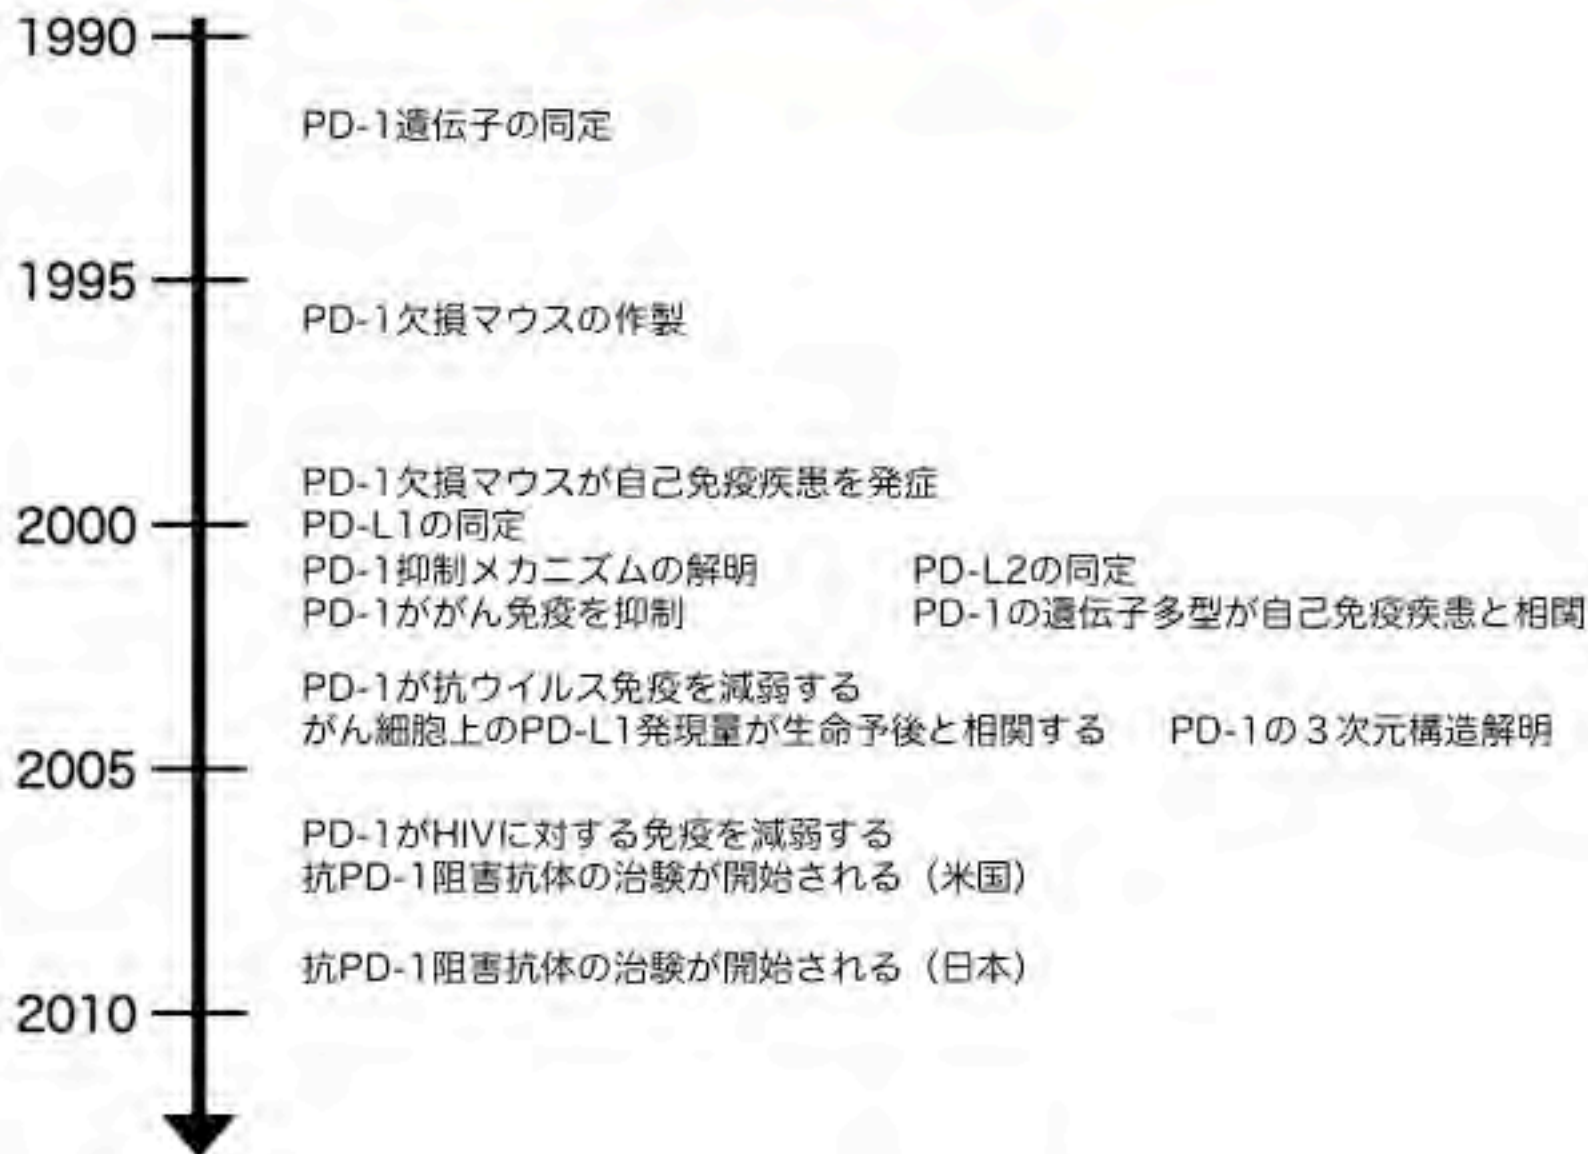 1990
PD-1遺伝子の同定
1995
PD-1欠損マウスの作製
PD-1欠損マウスが自己免疫疾患を発症
2000
PD-L1の同定
PD-1抑制メカニズムの解明 PD-L2の同定
PD-1ががん免疫を抑制 PD-1の遺伝子多型が自己免疫疾患と相関
PD-1が抗ウイルス免疫を減弱する
がん細胞上のPD-L1発現量が生命予後と相関する PD-1の３次元構造解明
2005
PD-1がHIVに対する免疫を減弱する
抗PD-1阻害抗体の治験が開始される（米国）
抗PD-1阻害抗体の治験が開始される（日本）
2010